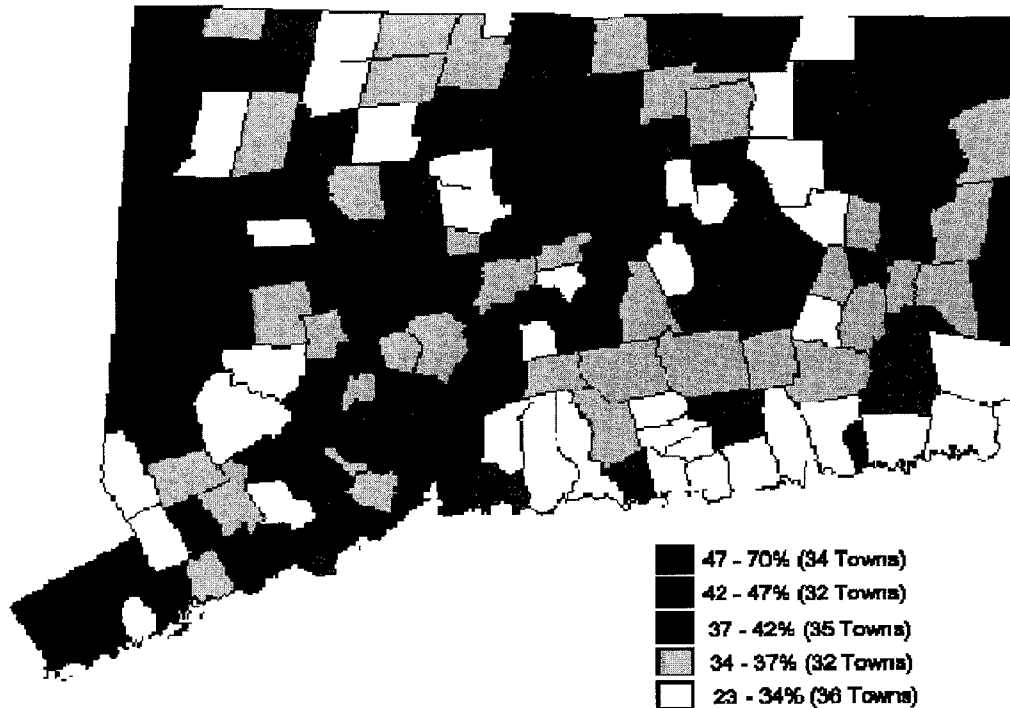 47 - 70% (34 Towns)
42 - 47% (32 Towns)
37 - 42% (35 Towns)
34 - 37% (32 Towns)
23 - 34% (36 Towns)